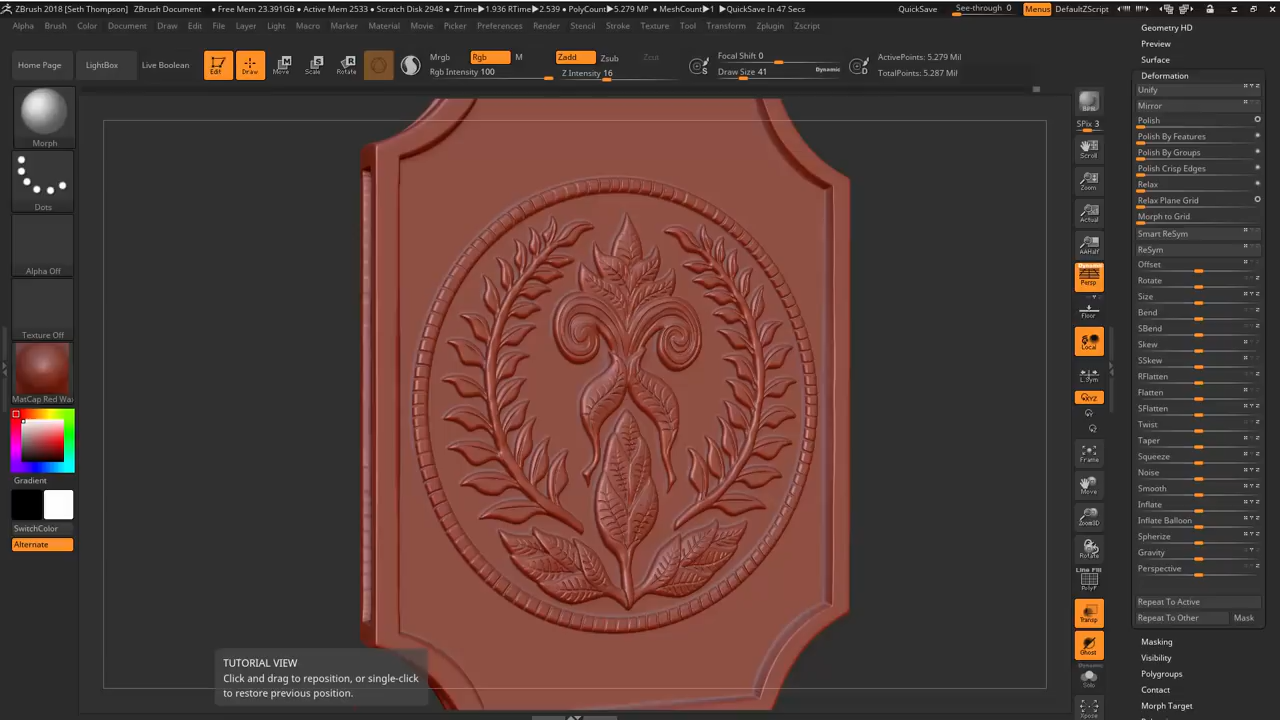 ZBrush 2018 [Seth Thompson] ZBrush Document • Free Mem 23.391GB • Active Mem 2533 • Scratch Disk 2948 • ZTime▶1.936 RTime▶2.539 • PolyCount▶5.279 MP • MeshCount▶1 ▶QuickSave In 47 Secs QuickSave See-through 0 Menus DefaultZScript
Alpha Brush Color Document Draw Edit File Layer Light Macro Marker Material Movie Picker Preferences Render Stencil Stroke Texture Tool Transform Zplugin Zscript
Home Page LightBox Live Boolean Edit Draw Move Scale Rotate
Mrgb Rgb M
Rgb Intensity 100
Zadd Zsub Zcut
Z Intensity 16
Focal Shift 0
Draw Size 41 Dynamic
ActivePoints: 5.279 Mil
TotalPoints: 5.287 Mil
Morph
Dots
Alpha Off
Texture Off
MatCap Red Wa
Gradient
SwitchColor
Alternate
BPR
SPix 3
Scroll
Zoom
Actual
AAHalf
Dynamic
Persp
Floor
Local
L.Sym
XYZ
Frame
Move
Zoom3D
Rotate
Line Fill
PolyF
Transp
Ghost
Dynamic
Solo
Xpose
Geometry HD
Preview
Surface
Deformation
Unify
Mirror
Polish
Polish By Features
Polish By Groups
Polish Crisp Edges
Relax
Relax Plane Grid
Morph to Grid
Smart ReSym
ReSym
Offset
Rotate
Size
Bend
SBend
Skew
SSkew
RFlatten
Flatten
SFlatten
Twist
Taper
Squeeze
Noise
Smooth
Inflate
Inflate Balloon
Spherize
Gravity
Perspective
Repeat To Active
Repeat To Other Mask
Masking
Visibility
Polygroups
Contact
Morph Target
TUTORIAL VIEW
Click and drag to reposition, or single-click
to restore previous position.